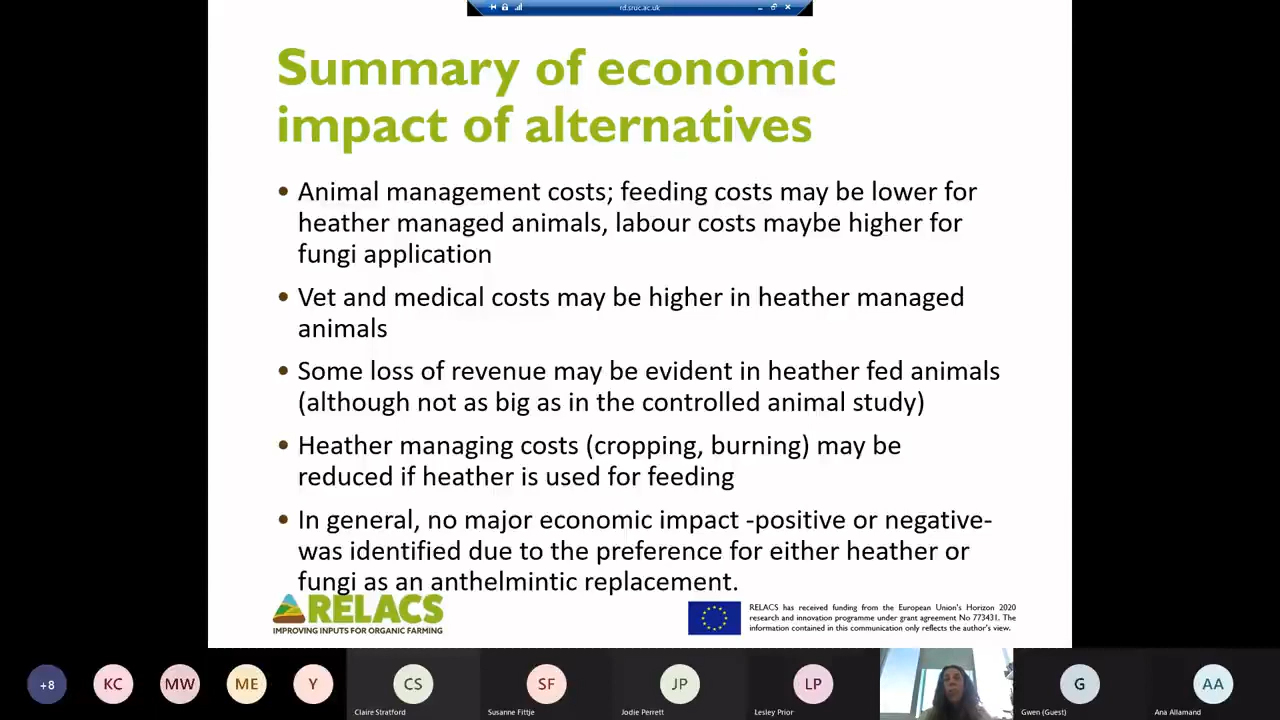 rd.sruc.ac.uk
Summary of economic
impact of alternatives
• Animal management costs; feeding costs may be lower for
heather managed animals, labour costs maybe higher for
fungi application
• Vet and medical costs may be higher in heather managed
animals
• Some loss of revenue may be evident in heather fed animals
(although not as big as in the controlled animal study)
• Heather managing costs (cropping, burning) may be
reduced if heather is used for feeding
• In general, no major economic impact -positive or negative-
was identified due to the preference for either heather or
fungi as an anthelmintic replacement.
RELACS
IMPROVING INPUTS FOR ORGANIC FARMING
RELACS has received funding from the European Union's Horizon 2020
research and innovation programme under grant agreement No 773431. The
information contained in this communication only reflects the author's view.
+8
KC
MW
ME
Y
CS
SF
JP
LP
G
AA
Claire Stratford
Susanne Fittje
Jodie Perrett
Lesley Prior
Gwen (Guest)
Ana Allamand